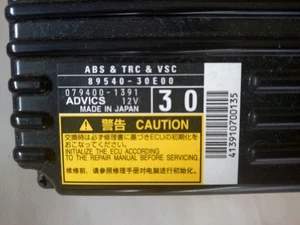 ABS & TRC & VSC
89540-30E00
079400-1391
ADVICS 12V
MADE IN JAPAN
30
警告 CAUTION
交換時は必ず修理書に基づきECUの初期化を
おこなってください。
INITIALIZE THE ECU ACCORDING
TO THE REPAIR MANUAL BEFORE SERVICING.
维修前，请参照修理手册对电脑进行初始化。
413910700135